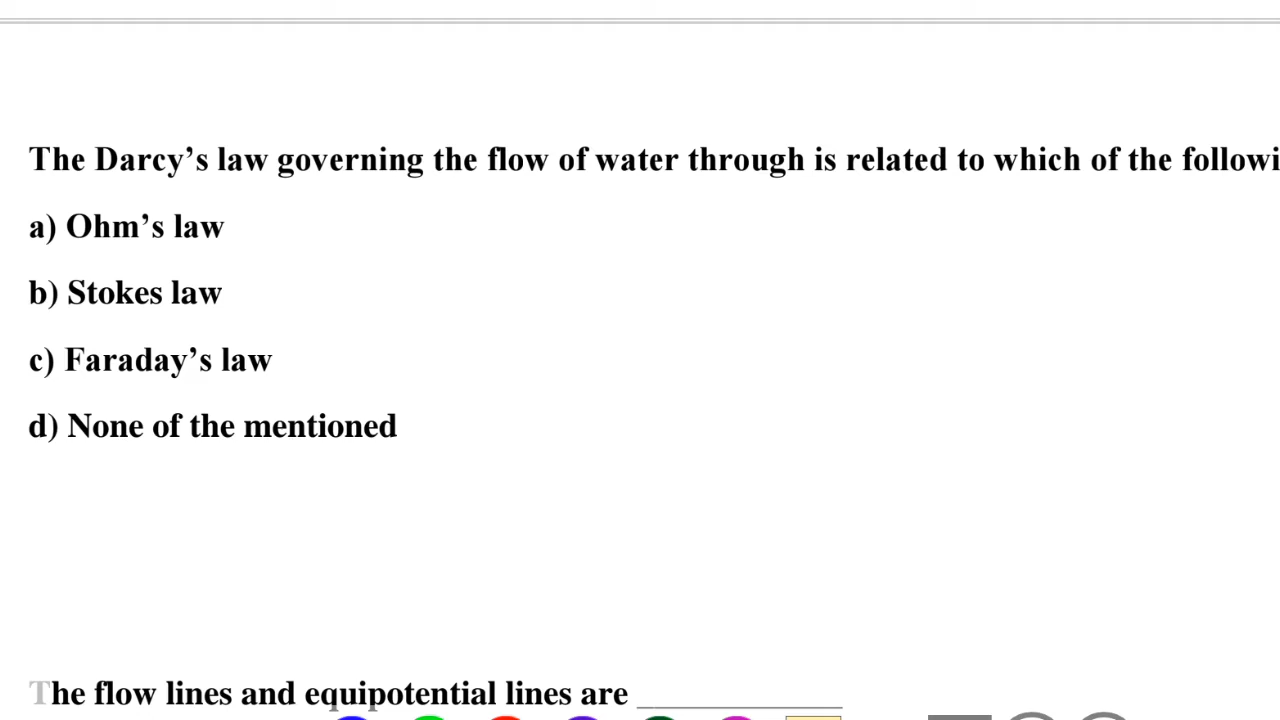 The Darcy’s law governing the flow of water through is related to which of the followi
a) Ohm’s law
b) Stokes law
c) Faraday’s law
d) None of the mentioned
The flow lines and equipotential lines are ____________